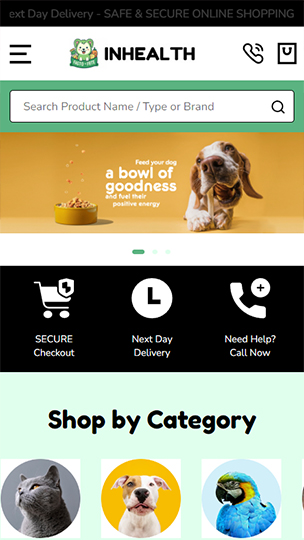 ext Day Delivery - SAFE & SECURE ONLINE SHOPPING
INHEALTH
Search Product Name / Type or Brand
Feed your dog
a bowl of
goodness
and fuel their
positive energy
SECURE
Checkout
Next Day
Delivery
Need Help?
Call Now
Shop by Category